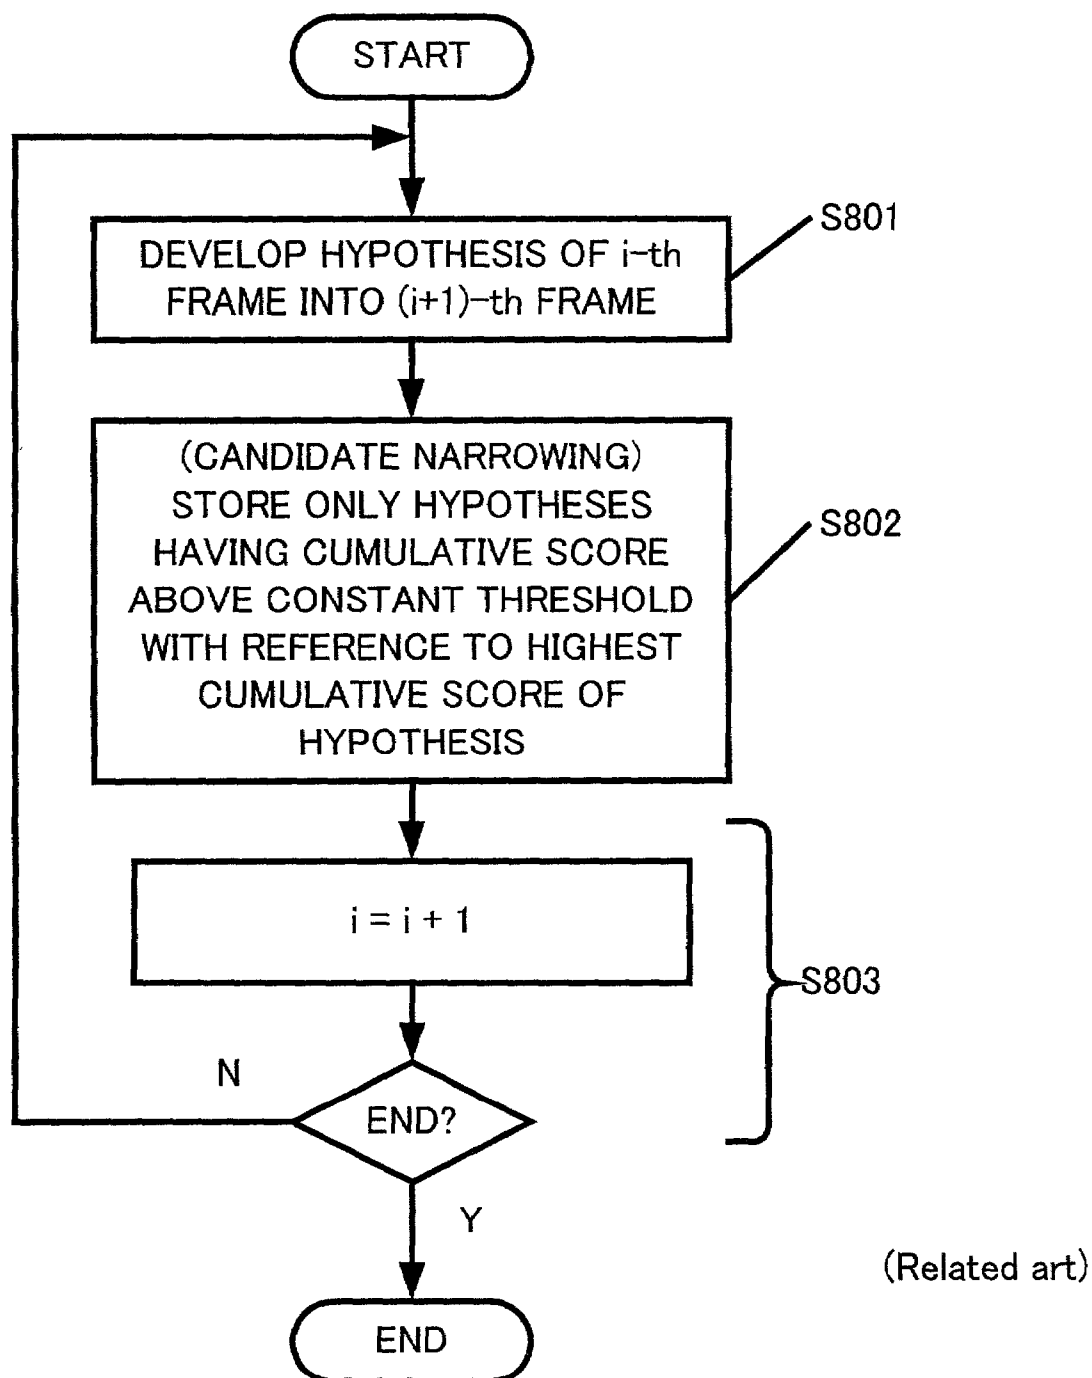 START
DEVELOP HYPOTHESIS OF i-th
FRAME INTO (i+1)-th FRAME
S801
(CANDIDATE NARROWING)
STORE ONLY HYPOTHESES
HAVING CUMULATIVE SCORE
ABOVE CONSTANT THRESHOLD
WITH REFERENCE TO HIGHEST
CUMULATIVE SCORE OF
HYPOTHESIS
S802
i = i + 1
S803
N
END?
Y
(Related art)
END